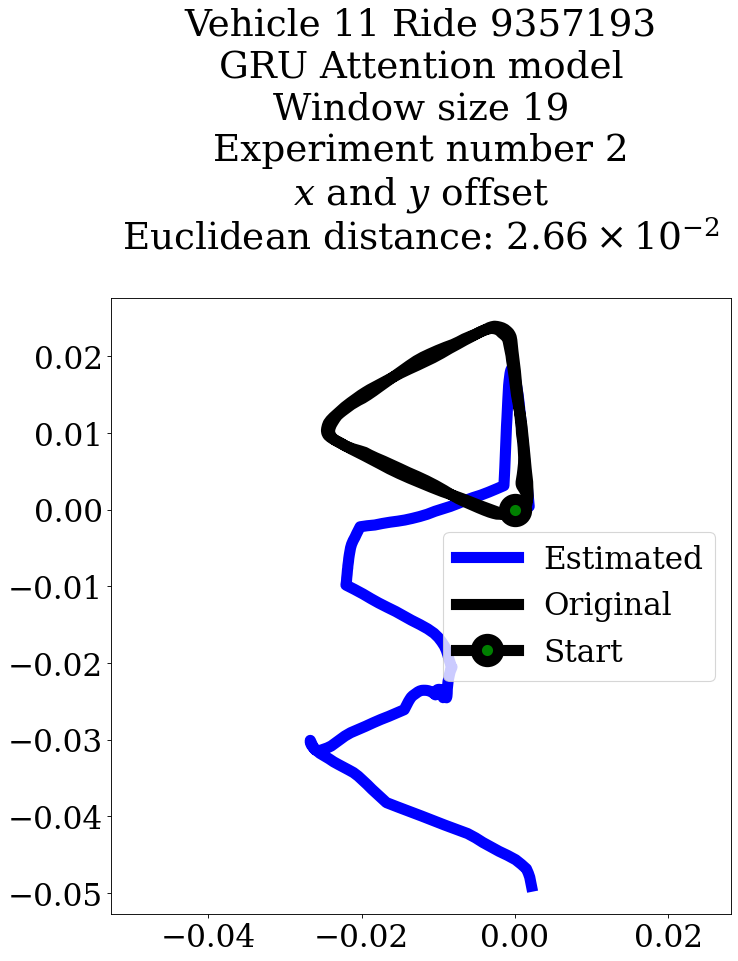 Vehicle 11 Ride 9357193
GRU Attention model
Window size 19
Experiment number 2
x and y offset
Euclidean distance: 2.66 × 10⁻²
0.02
0.01
0.00
−0.01
−0.02
−0.03
−0.04
−0.05
Estimated
Original
Start
−0.04 −0.02 0.00 0.02